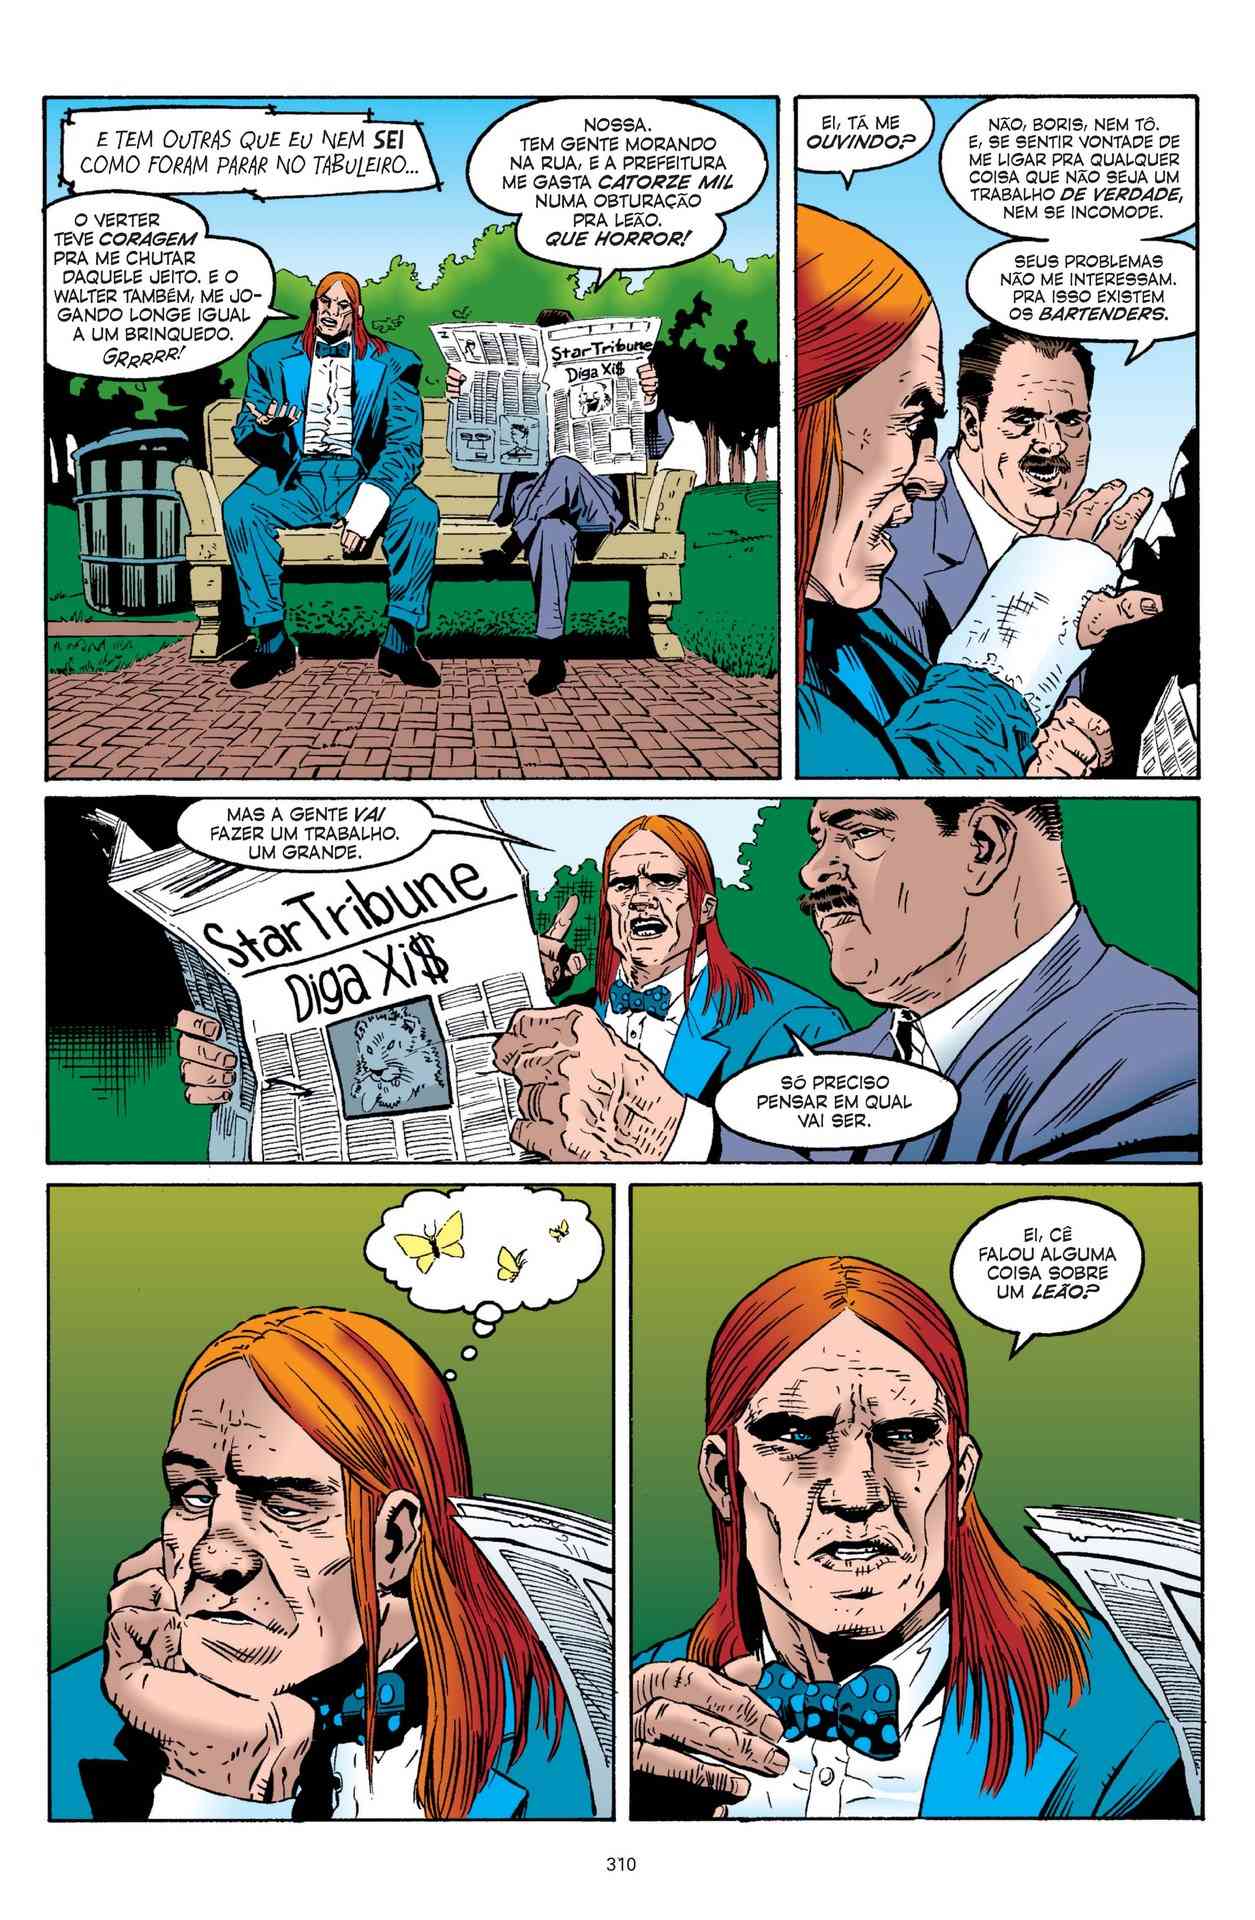 E TEM OUTRAS QUE EU NEM SEI
COMO FORAM PARAR NO TABULEIRO...
O VERTER
TEVE CORAGEM
PRA ME CHUTAR
DAQUELE JEITO. E O
WALTER TAMBÉM, ME JO-
GANDO LONGE IGUAL
A UM BRINQUEDO.
GRRRRR!
NOSSA.
TEM GENTE MORANDO
NA RUA, E A PREFEITURA
ME GASTA CATORZE MIL
NUMA OBTURAÇÃO
PRA LEÃO.
QUE HORROR!
Star Tribune
Diga Xi$
EI, TÁ ME
OUVINDO?
NÃO, BORIS, NEM TÔ.
E, SE SENTIR VONTADE DE
ME LIGAR PRA QUALQUER
COISA QUE NÃO SEJA UM
TRABALHO DE VERDADE,
NEM SE INCOMODE.
SEUS PROBLEMAS
NÃO ME INTERESSAM.
PRA ISSO EXISTEM
OS BARTENDERS.
MAS A GENTE VAI
FAZER UM TRABALHO.
UM GRANDE.
Star Tribune
Diga Xi$
SÓ PRECISO
PENSAR EM QUAL
VAI SER.
EI, CÊ
FALOU ALGUMA
COISA SOBRE
UM LEÃO?
310